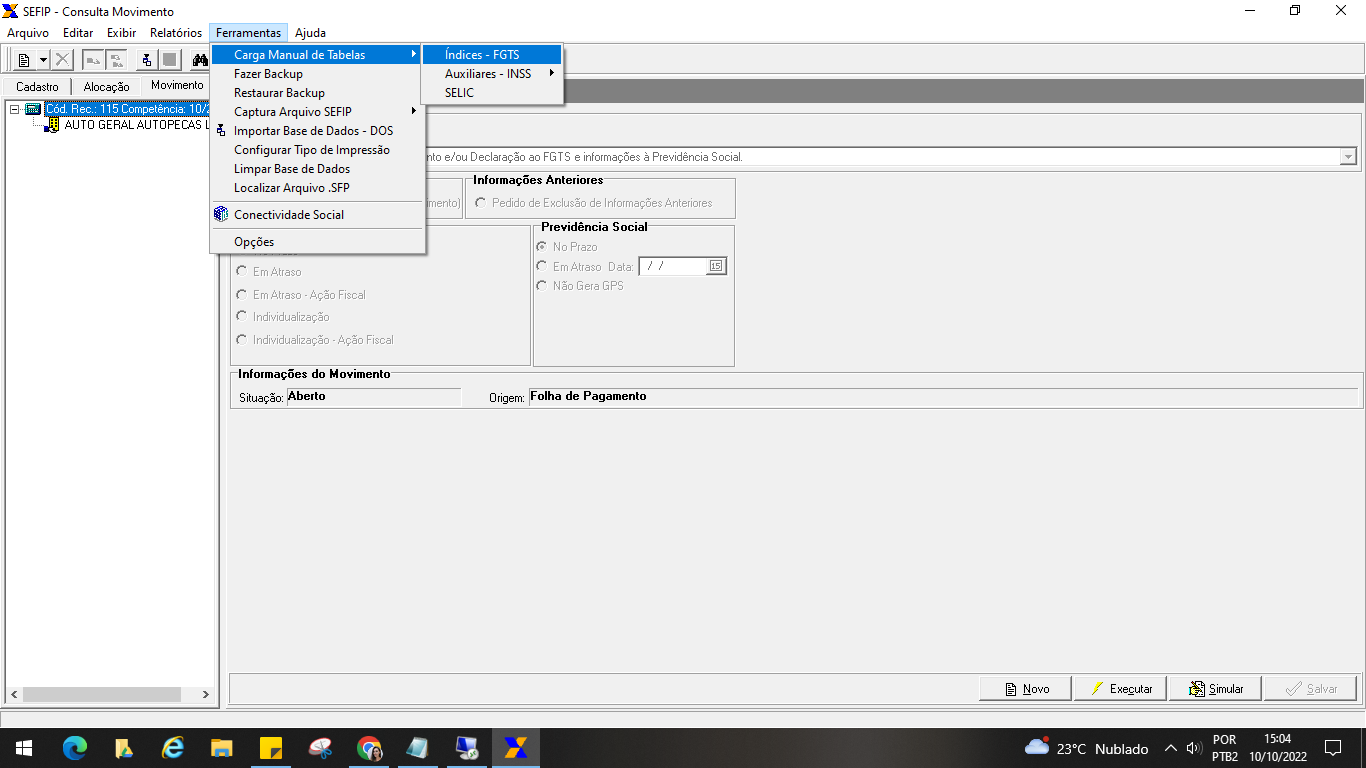 SEFIP - Consulta Movimento
Arquivo Editar Exibir Relatórios Ferramentas Ajuda
Carga Manual de Tabelas
Fazer Backup
Restaurar Backup
Captura Arquivo SEFIP
Importar Base de Dados - DOS
Configurar Tipo de Impressão
Limpar Base de Dados
Localizar Arquivo .SFP
Conectividade Social
Opções
Índices - FGTS
Auxiliares - INSS
SELIC
Cadastro Alocação Movimento
Cód. Rec.: 115 Competência: 10/2
AUTO GERAL AUTOPECAS L
e/ou Declaração ao FGTS e informações à Previdência Social.
Informações Anteriores
Pedido de Exclusão de Informações Anteriores
Em Atraso
Em Atraso - Ação Fiscal
Individualização
Individualização - Ação Fiscal
Previdência Social
No Prazo
Em Atraso Data: / / 15
Não Gera GPS
Informações do Movimento
Situação: Aberto Origem: Folha de Pagamento
Novo Executar Simular Salvar
23°C Nublado
POR
PTB2
15:04
10/10/2022